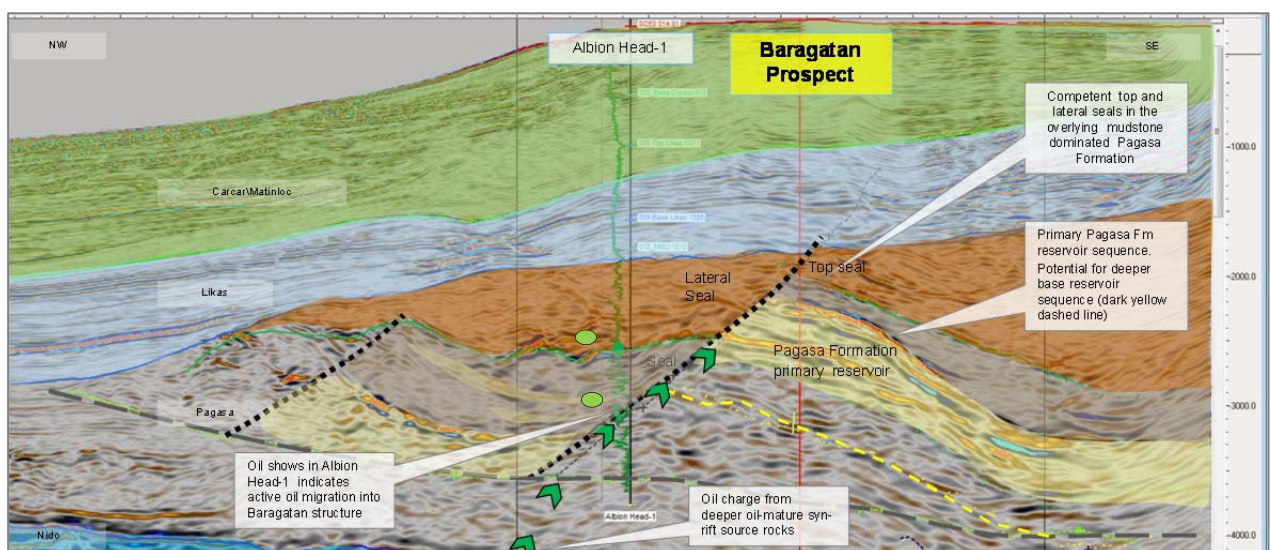 NW
Albion Head-1
Baragatan
Prospect
SE
Competent top and
lateral seals in the
overlying mudstone
dominated Pagasa
Formation
-1000.0
Carcar\Matinloc
Primary Pagasa Fm
reservoir sequence.
Potential for deeper
base reservoir
sequence (dark yellow
dashed line)
Lateral
Seal
Top seal
-2000.0
Likas
Seal
Pagasa Formation
primary reservoir
Pagasa
-3000.0
Oil shows in Albion
Head-1 indicates
active oil migration into
Baragatan structure
Oil charge from
deeper oil-mature syn-
rift source rocks
Albion Head-1
Nido
-4000.0